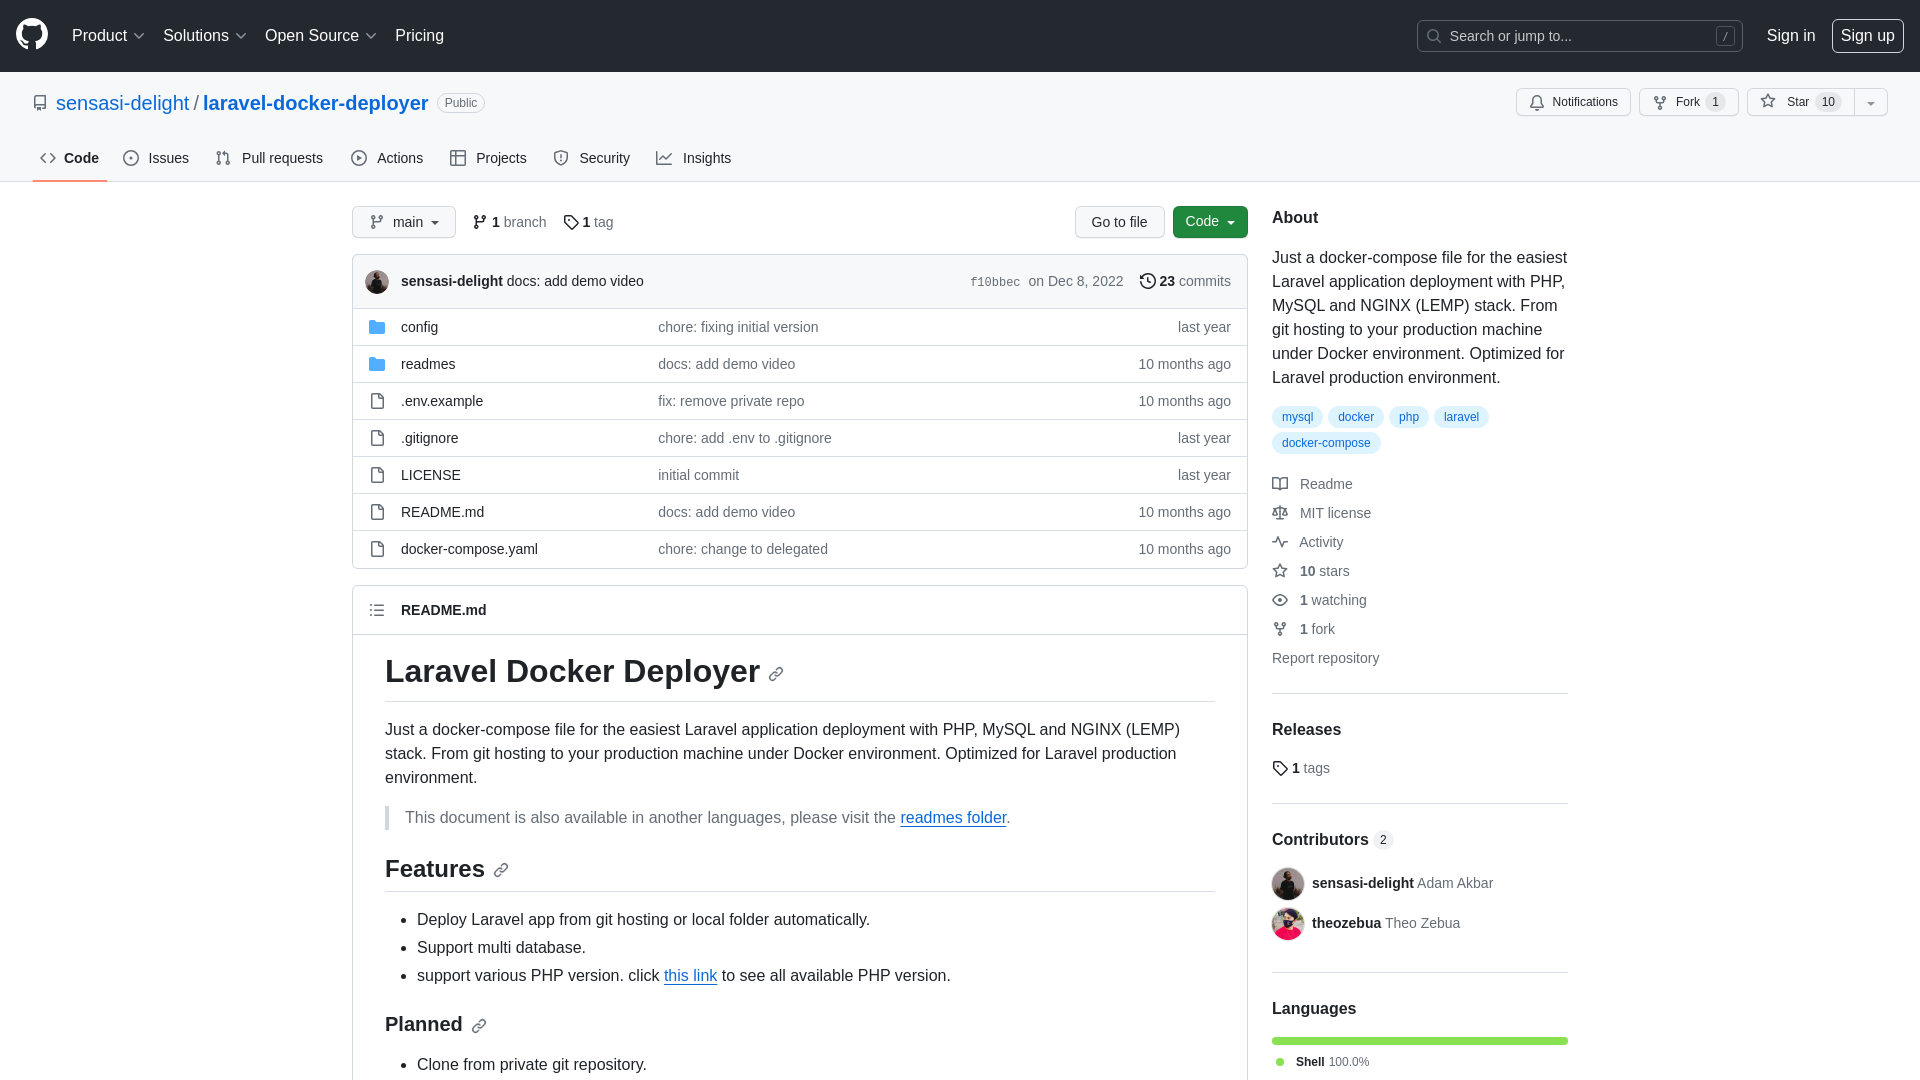 Product Solutions Open Source Pricing Search or jump to... / Sign in Sign up
sensasi-delight / laravel-docker-deployer Public Notifications Fork 1 Star 10
Code Issues Pull requests Actions Projects Security Insights
main 1 branch 1 tag Go to file Code
sensasi-delight docs: add demo video f10bbec on Dec 8, 2022 23 commits
config chore: fixing initial version last year
readmes docs: add demo video 10 months ago
.env.example fix: remove private repo 10 months ago
.gitignore chore: add .env to .gitignore last year
LICENSE initial commit last year
README.md docs: add demo video 10 months ago
docker-compose.yaml chore: change to delegated 10 months ago
README.md
Laravel Docker Deployer
Just a docker-compose file for the easiest Laravel application deployment with PHP, MySQL and NGINX (LEMP)
stack. From git hosting to your production machine under Docker environment. Optimized for Laravel production
environment.
This document is also available in another languages, please visit the readmes folder.
Features
Deploy Laravel app from git hosting or local folder automatically.
Support multi database.
support various PHP version. click this link to see all available PHP version.
Planned
Clone from private git repository.
About
Just a docker-compose file for the easiest
Laravel application deployment with PHP,
MySQL and NGINX (LEMP) stack. From
git hosting to your production machine
under Docker environment. Optimized for
Laravel production environment.
mysql docker php laravel
docker-compose
Readme
MIT license
Activity
10 stars
1 watching
1 fork
Report repository
Releases
1 tags
Contributors 2
sensasi-delight Adam Akbar
theozebua Theo Zebua
Languages
Shell 100.0%